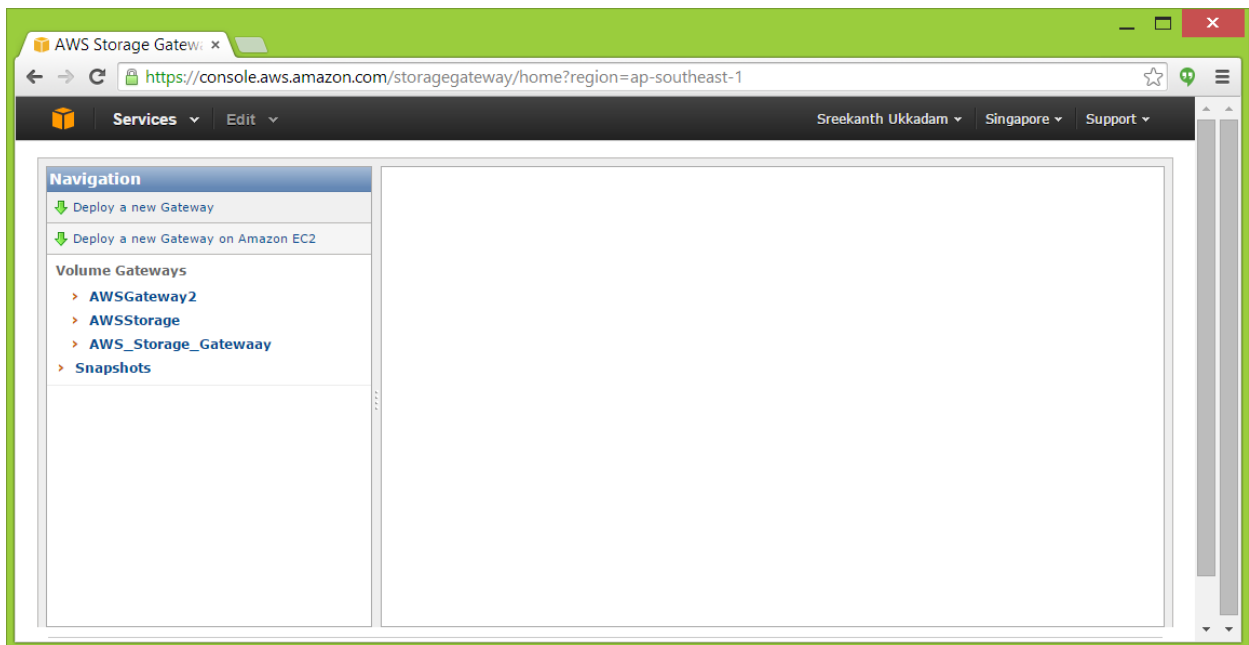 AWS Storage Gatew
https://console.aws.amazon.com/storagegateway/home?region=ap-southeast-1
Services Edit Sreekanth Ukkadam Singapore Support
Navigation
Deploy a new Gateway
Deploy a new Gateway on Amazon EC2
Volume Gateways
AWSGateway2
AWSStorage
AWS_Storage_Gatewaay
Snapshots